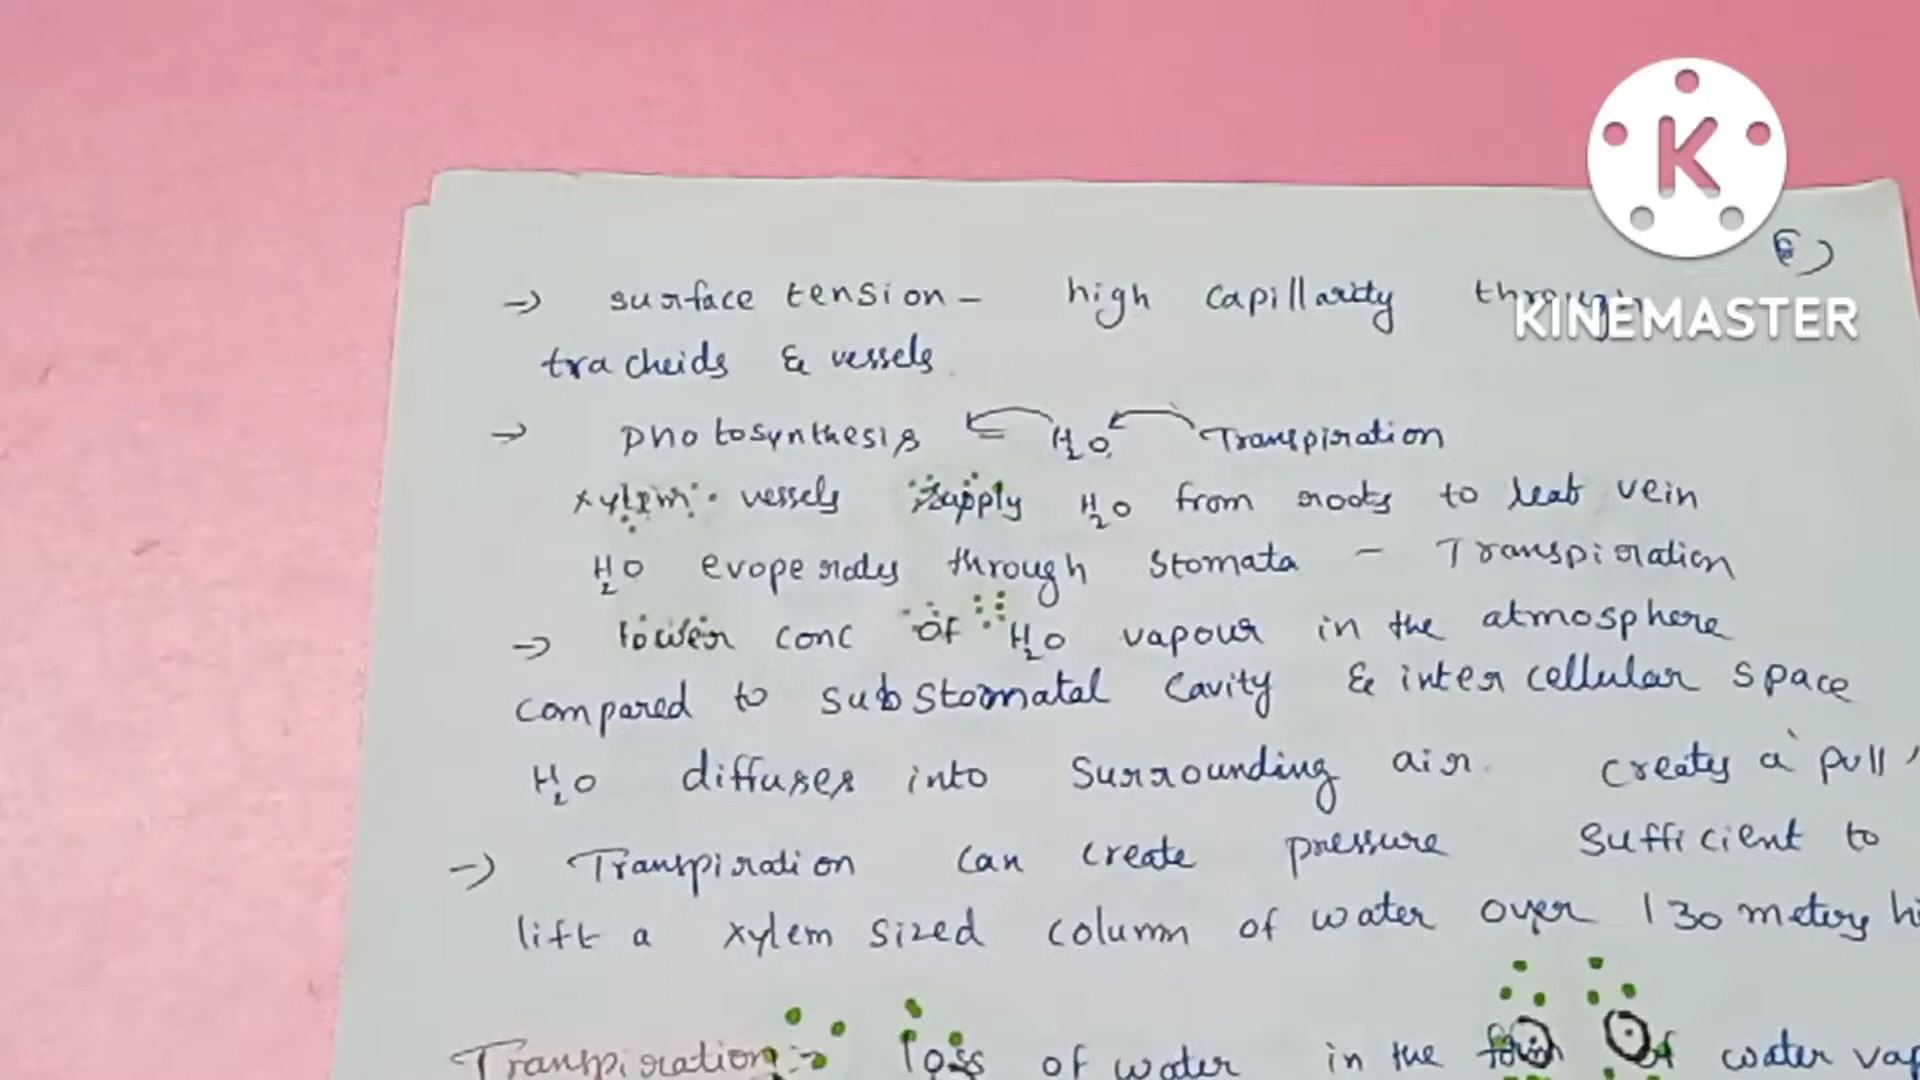 K
KINEMASTER
→ surface tension - high capillarity through
tracheids & vessels
→ photosynthesis H2O Transpiration
xylem vessels supply H2O from roots to leaf vein
H2O evoperates through stomata - Transpiration
→ lower conc of H2O vapour in the atmosphere
compared to substomatal cavity & intercellular space
H2O diffuses into surrounding air. creates a pull'
→ Transpiration can create pressure sufficient to
lift a xylem sized column of water over 130 meters hi
Transpiration :- loss of water in the form of water vap